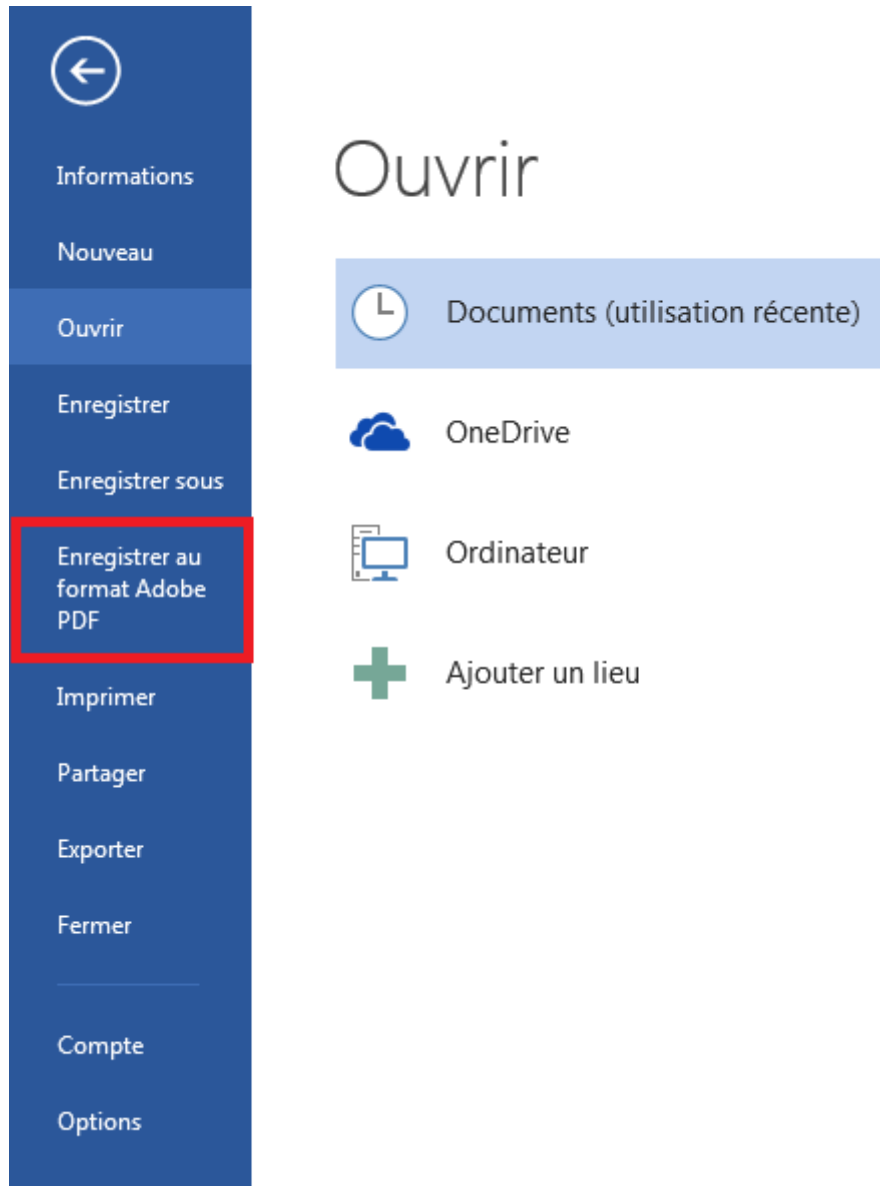 Informations
Nouveau
Ouvrir
Enregistrer
Enregistrer sous
Enregistrer au
format Adobe
PDF
Imprimer
Partager
Exporter
Fermer
Compte
Options
Ouvrir
Documents (utilisation récente)
OneDrive
Ordinateur
Ajouter un lieu